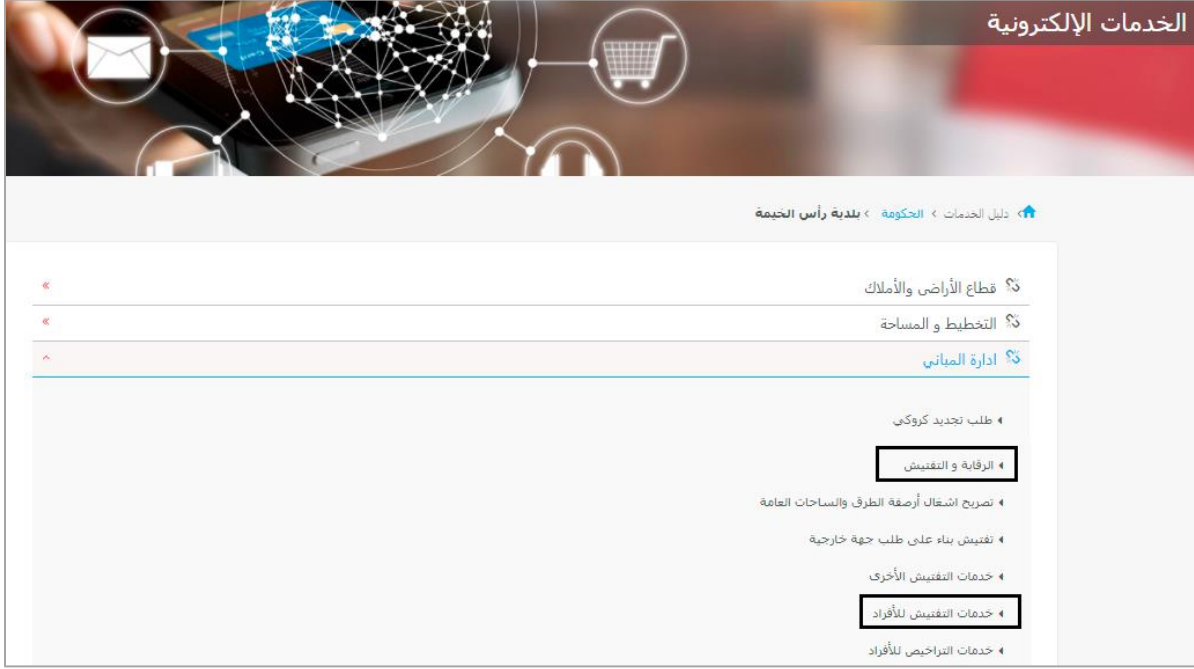 الخدمات الإلكترونية
دليل الخدمات › الحكومة › بلدية رأس الخيمة
قطاع الأراضى والأملاك
التخطيط و المساحة
ادارة المباني
طلب تجديد كروكي
الرقابة و التفتيش
تصريح اشغال أرصفة الطرق والساحات العامة
تفتيش بناء على طلب جهة خارجية
خدمات التفتيش الأخرى
خدمات التفتيش للأفراد
خدمات التراخيص للأفراد